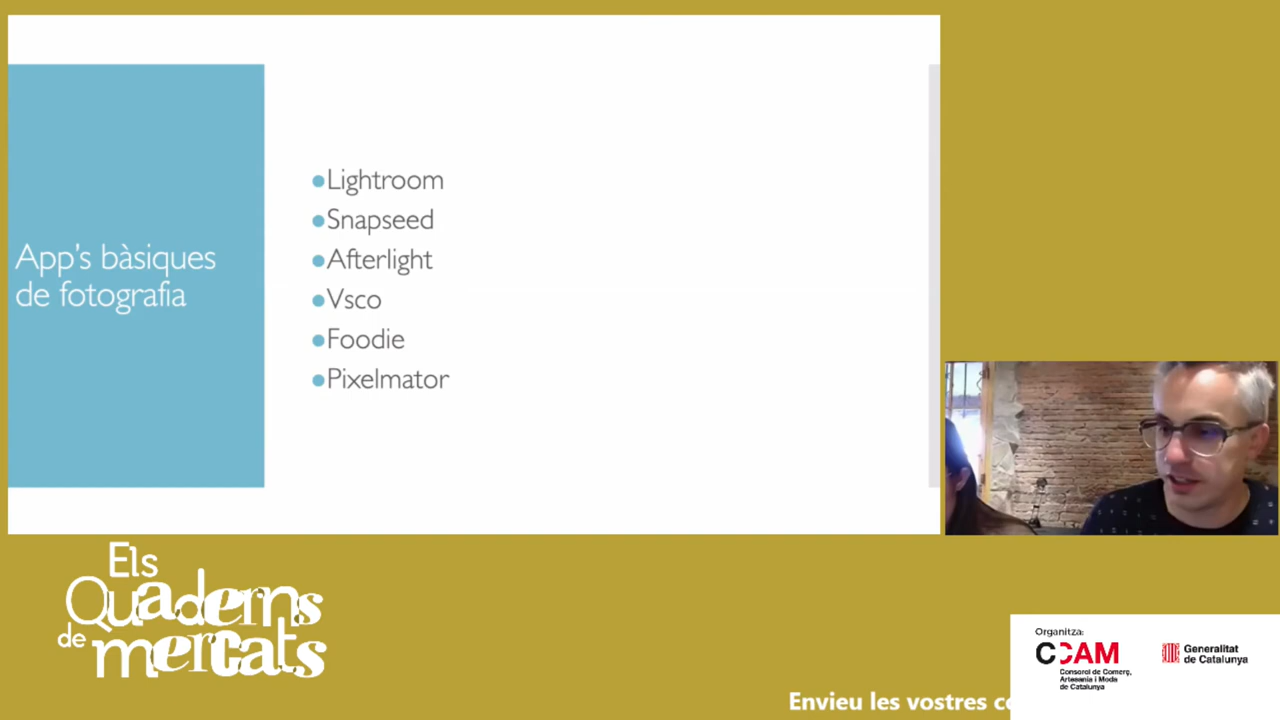 App's bàsiques
de fotografia
●Lightroom
●Snapseed
●Afterlight
●Vsco
●Foodie
●Pixelmator
Els
Quaderns
de mercats
Envieu les vostres
Organitza:
CCAM
Consorci de Comerç,
Artesania i Moda
de Catalunya
Generalitat
de Catalunya